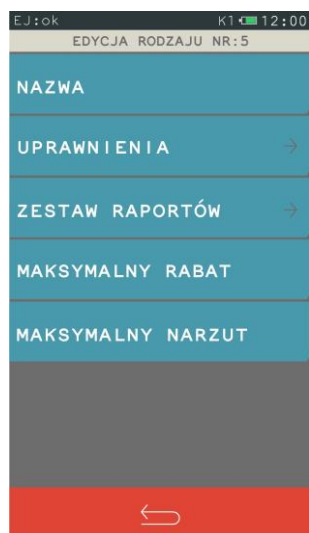 EJ:ok K1 12:00
EDYCJA RODZAJU NR:5
NAZWA
UPRAWNIENIA
ZESTAW RAPORTÓW
MAKSYMALNY RABAT
MAKSYMALNY NARZUT